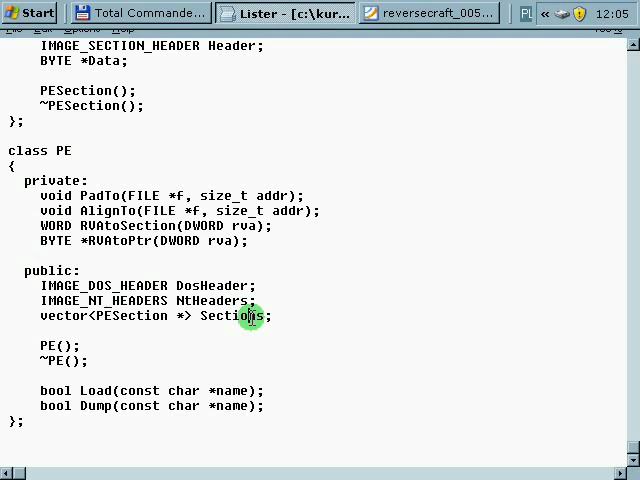 Start
Total Commande...
Lister - [c:\kur...
reversecraft_005...
PL
«
12:05
    IMAGE_SECTION_HEADER Header;
    BYTE *Data;

    PESection();
    ~PESection();
};

class PE
{
  private:
    void PadTo(FILE *f, size_t addr);
    void AlignTo(FILE *f, size_t addr);
    WORD RVAtoSection(DWORD rva);
    BYTE *RVAtoPtr(DWORD rva);

  public:
    IMAGE_DOS_HEADER DosHeader;
    IMAGE_NT_HEADERS NtHeaders;
    vector<PESection *> Sections;

    PE();
    ~PE();

    bool Load(const char *name);
    bool Dump(const char *name);
};